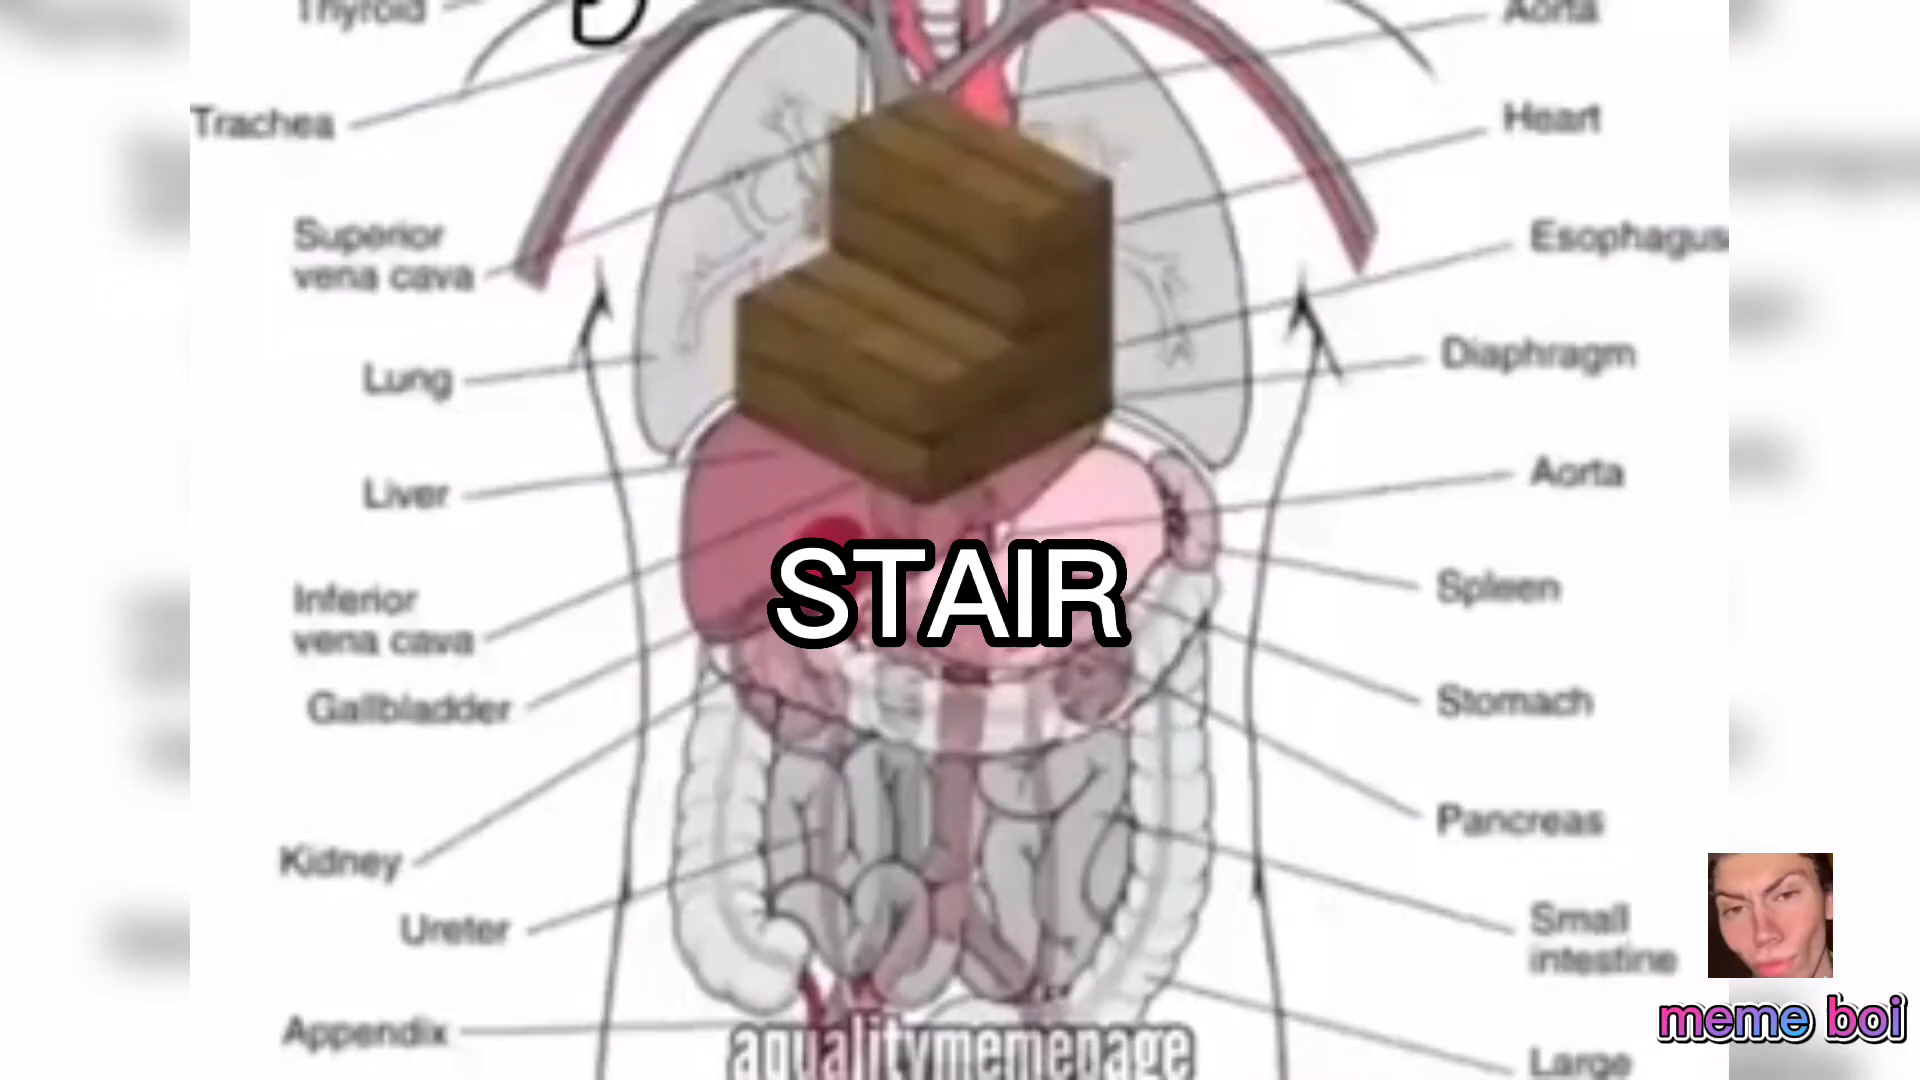 Thyroid
Aorta
Trachea
Heart
Superior
vena cava
Esophagus
Lung
Diaphragm
Liver
Aorta
Inferior
vena cava
STAIR
Spleen
Gallbladder
Stomach
Kidney
Pancreas
Ureter
Small
intestine
Appendix
aqualitymemepage
meme boi
Large